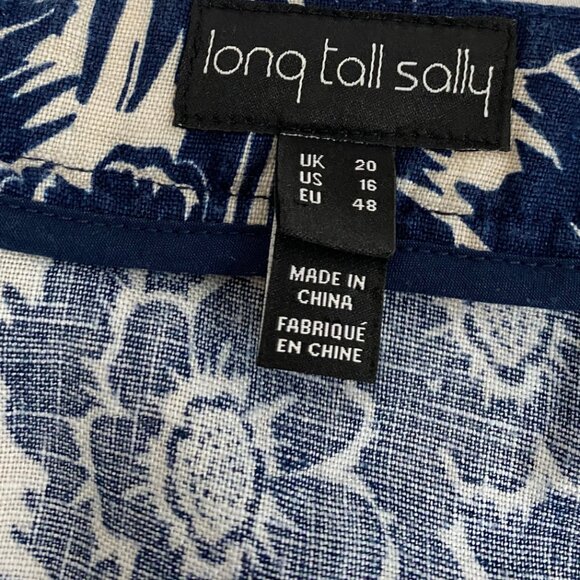 long tall sally
UK 20
US 16
EU 48
MADE IN
CHINA
FABRIQUÉ
EN CHINE